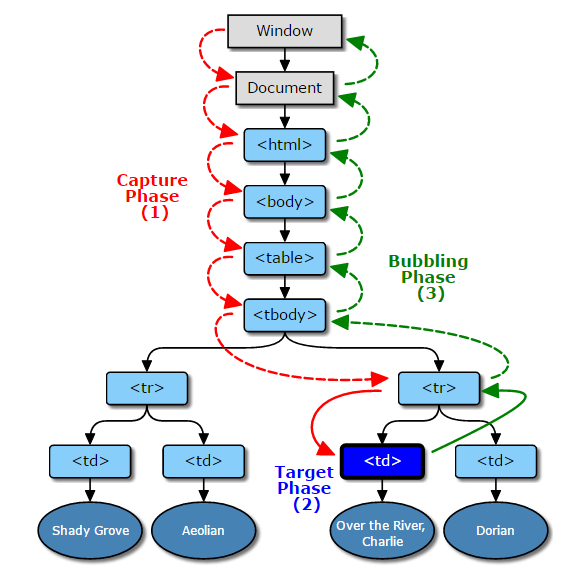 Window
Document
<html>
Capture
Phase
(1)
<body>
<table>
Bubbling
Phase
(3)
<tbody>
<tr>
<tr>
<td>
<td>
<td>
<td>
Target
Phase
(2)
Shady Grove
Aeolian
Over the River,
Charlie
Dorian